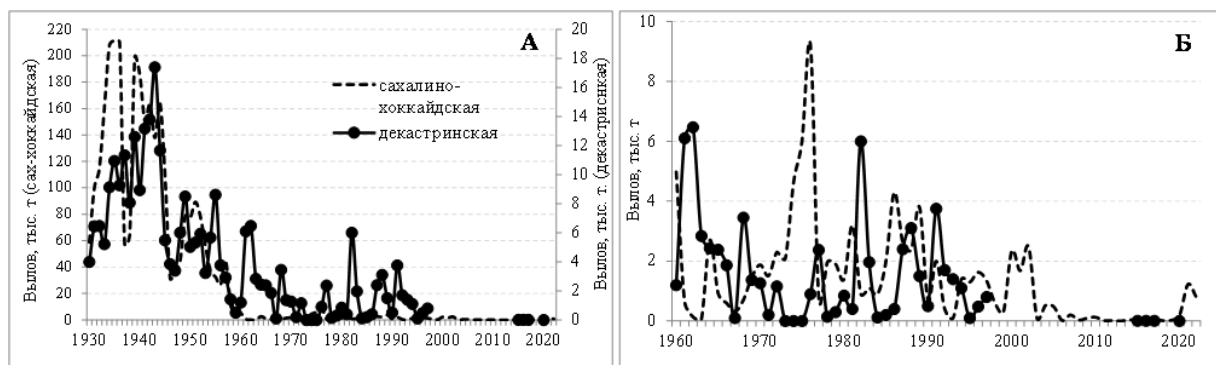 А
Вылов, тыс. т (сах-хоккайдская)
220
200
180
160
140
120
100
80
60
40
20
0
сахалино-
хоккайдская
декастринская
20
18
16
14
12
10
8
6
4
2
0
Вылов, тыс. т. (декастриснкая)
1930 1940 1950 1960 1970 1980 1990 2000 2010 2020
Б
Вылов, тыс. т
10
8
6
4
2
0
1960 1970 1980 1990 2000 2010 2020